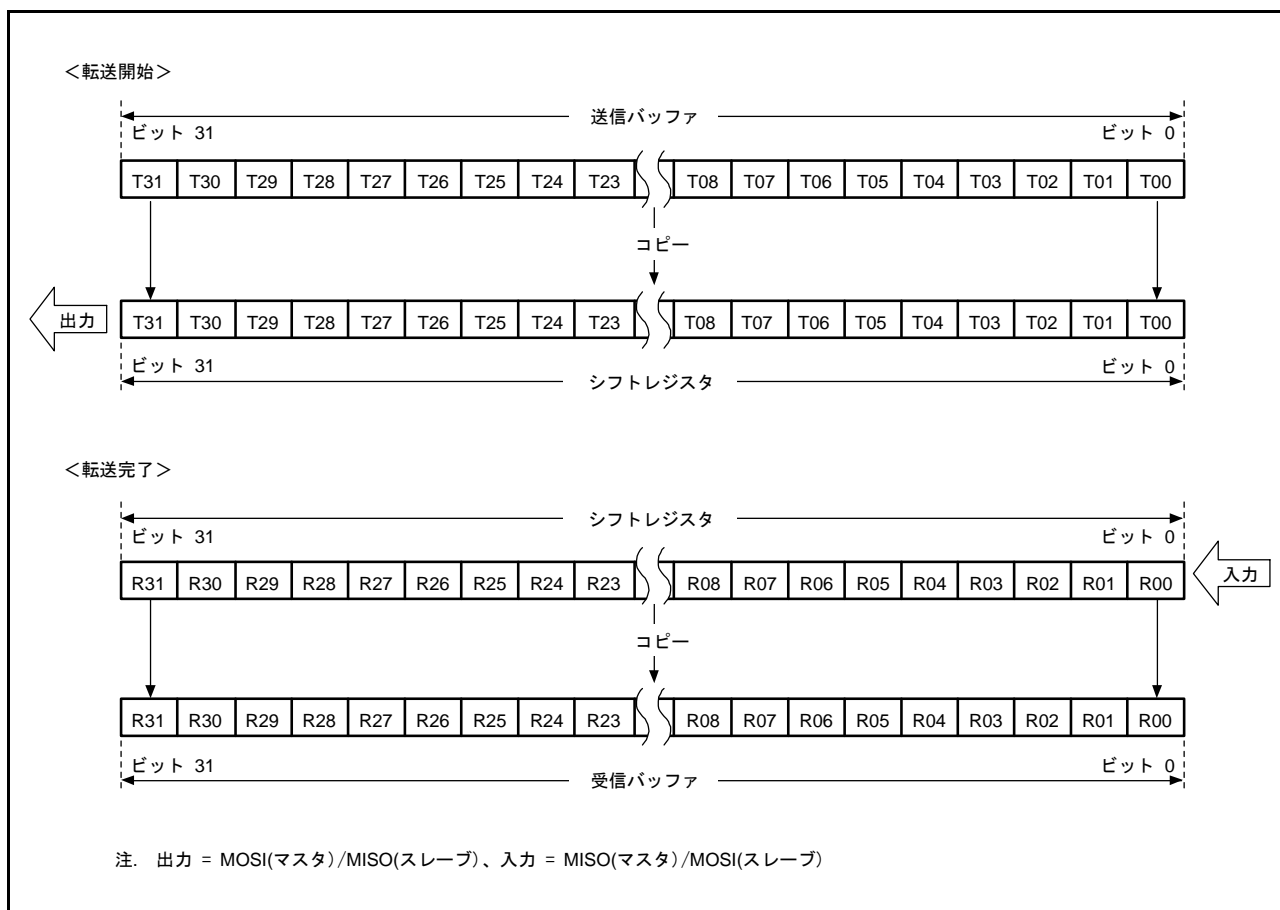 ＜転送開始＞
送信バッファ
ビット 31 ビット 0
T31 T30 T29 T28 T27 T26 T25 T24 T23 T08 T07 T06 T05 T04 T03 T02 T01 T00
コピー
出力 T31 T30 T29 T28 T27 T26 T25 T24 T23 T08 T07 T06 T05 T04 T03 T02 T01 T00
ビット 31 ビット 0
シフトレジスタ
＜転送完了＞
シフトレジスタ
ビット 31 ビット 0
R31 R30 R29 R28 R27 R26 R25 R24 R23 R08 R07 R06 R05 R04 R03 R02 R01 R00 入力
コピー
R31 R30 R29 R28 R27 R26 R25 R24 R23 R08 R07 R06 R05 R04 R03 R02 R01 R00
ビット 31 ビット 0
受信バッファ
注. 出力 = MOSI(マスタ)/MISO(スレーブ)、入力 = MISO(マスタ)/MOSI(スレーブ)